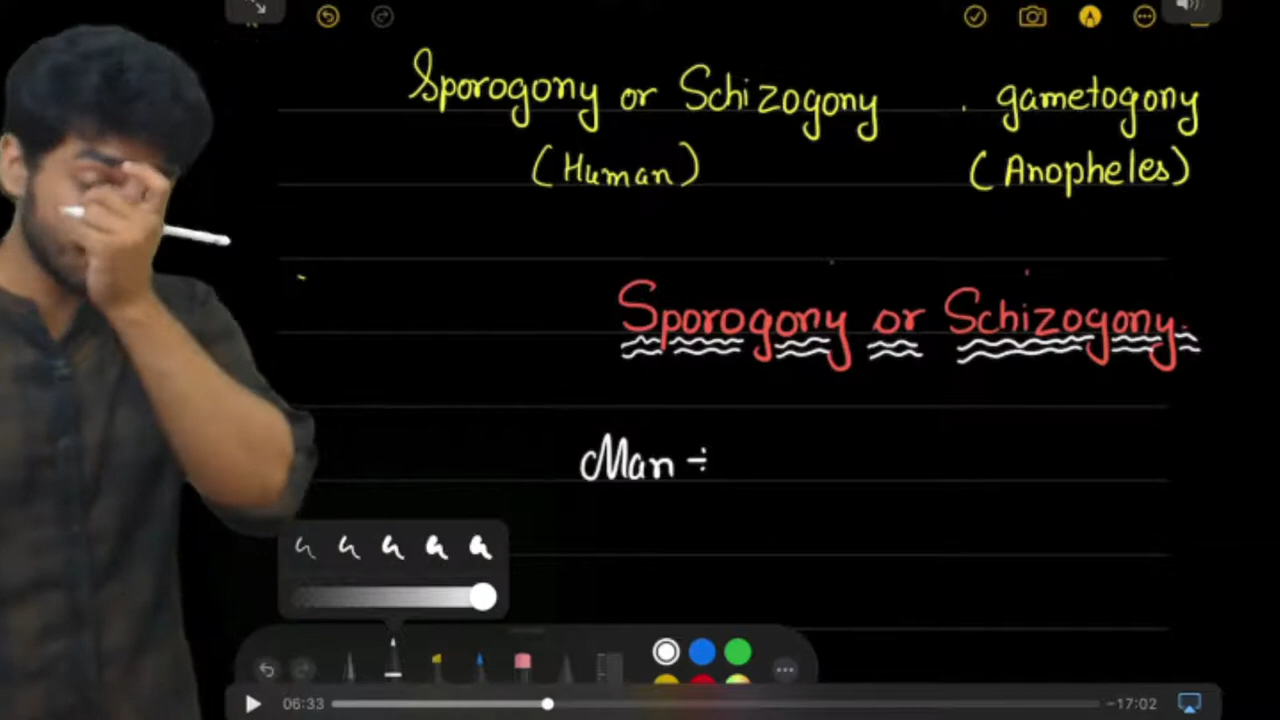 Sporogony or Schizogony . gametogony
(Human) (Anopheles)
Sporogony or Schizogony.
Man ÷
06:33 -17:02